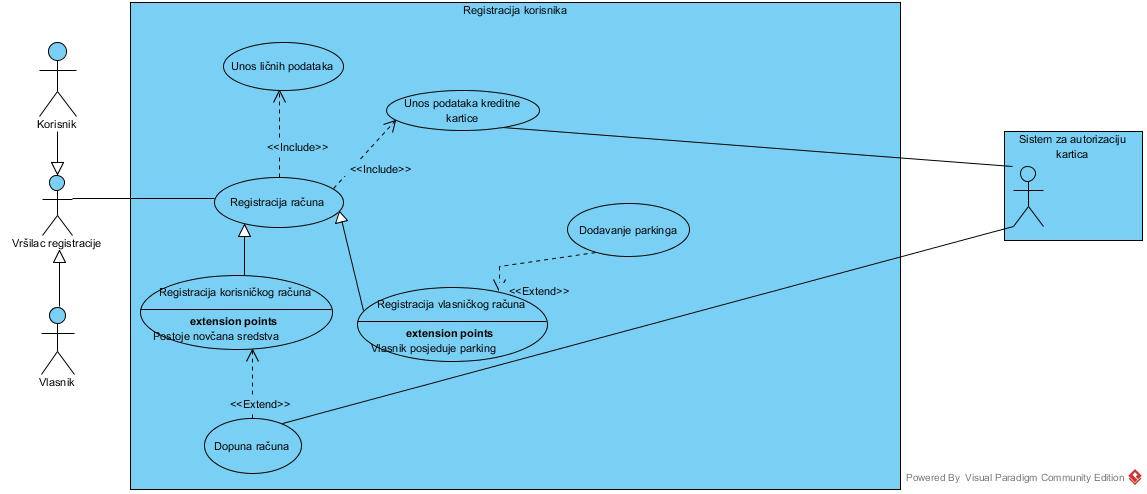 Registracija korisnika
Unos ličnih podataka
Unos podataka kreditne
kartice
Sistem za autorizaciju
kartica
Korisnik
<<Include>>
<<Include>>
Registracija računa
Vršilac registracije
Dodavanje parkinga
<<Extend>>
Registracija korisničkog računa
extension points
Postoje novčana sredstva
Registracija vlasničkog računa
extension points
Vlasnik posjeduje parking
Vlasnik
<<Extend>>
Dopuna računa
Powered By Visual Paradigm Community Edition